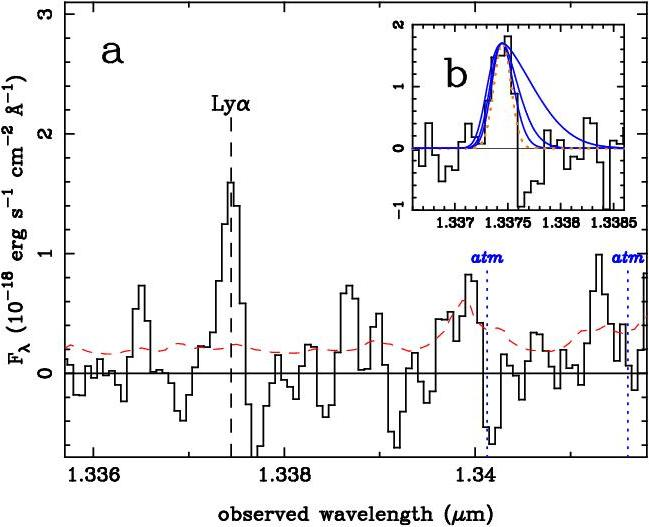 3
2
1
0
F_λ (10^−18 erg s^−1 cm^−2 Å^−1)
a
Lyα
atm
atm
1.336
1.338
1.34
observed wavelength (μm)
b
2
1
0
−1
1.337
1.3375
1.338
1.3385